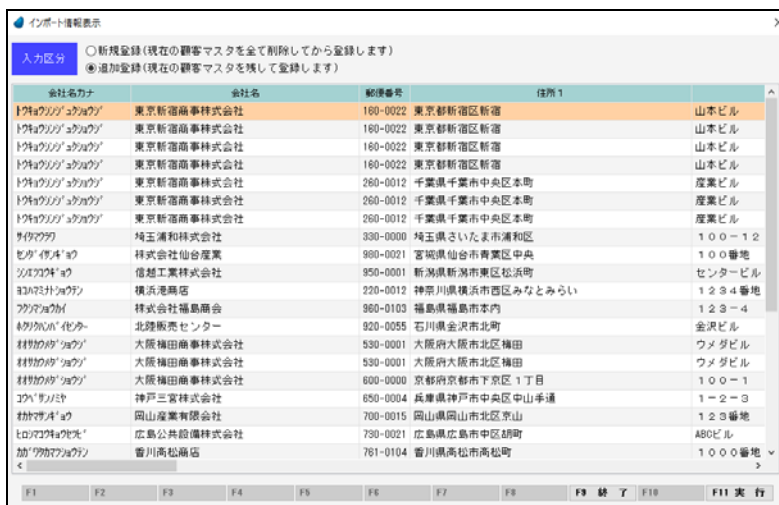 インポート情報表示
入力区分
○新規登録(現在の顧客マスタを全て削除してから登録します)
◉追加登録(現在の顧客マスタを残して登録します)
会社名カナ 会社名 郵便番号 住所1
ﾄｳｷｮｳｼﾝｼﾞｭｸｼｮｳｼﾞ 東京新宿商事株式会社 160-0022 東京都新宿区新宿 山本ビル
ﾄｳｷｮｳｼﾝｼﾞｭｸｼｮｳｼﾞ 東京新宿商事株式会社 160-0022 東京都新宿区新宿 山本ビル
ﾄｳｷｮｳｼﾝｼﾞｭｸｼｮｳｼﾞ 東京新宿商事株式会社 160-0022 東京都新宿区新宿 山本ビル
ﾄｳｷｮｳｼﾝｼﾞｭｸｼｮｳｼﾞ 東京新宿商事株式会社 160-0022 東京都新宿区新宿 山本ビル
ﾄｳｷｮｳｼﾝｼﾞｭｸｼｮｳｼﾞ 東京新宿商事株式会社 260-0012 千葉県千葉市中央区本町 産業ビル
ﾄｳｷｮｳｼﾝｼﾞｭｸｼｮｳｼﾞ 東京新宿商事株式会社 260-0012 千葉県千葉市中央区本町 産業ビル
ﾄｳｷｮｳｼﾝｼﾞｭｸｼｮｳｼﾞ 東京新宿商事株式会社 260-0012 千葉県千葉市中央区本町 産業ビル
ｻｲﾀﾏｳﾗﾜ 埼玉浦和株式会社 330-0000 埼玉県さいたま市浦和区 100-12
ｾﾝﾀﾞｲｻﾝｷﾞｮｳ 株式会社仙台産業 980-0021 宮城県仙台市青葉区中央 100番地
ｼﾝｴﾂｺｳｷﾞｮｳ 信越工業株式会社 950-0001 新潟県新潟市東区松浜町 センタービル
ﾖｺﾊﾏﾐﾅﾄｼｮｳﾃﾝ 横浜港商店 220-0012 神奈川県横浜市西区みなとみらい 1234番地
ﾌｸｼﾏｼｮｳｶｲ 株式会社福島商会 960-0103 福島県福島市本内 123-4
ﾎｸﾘｸﾊﾝﾊﾞｲｾﾝﾀｰ 北陸販売センター 920-0055 石川県金沢市北町 金沢ビル
ｵｵｻｶｳﾒﾀﾞｼｮｳｼﾞ 大阪梅田商事株式会社 530-0001 大阪府大阪市北区梅田 ウメダビル
ｵｵｻｶｳﾒﾀﾞｼｮｳｼﾞ 大阪梅田商事株式会社 530-0001 大阪府大阪市北区梅田 ウメダビル
ｵｵｻｶｳﾒﾀﾞｼｮｳｼﾞ 大阪梅田商事株式会社 600-0000 京都府京都市下京区1丁目 100-1
ｺｳﾍﾞｻﾝﾉﾐﾔ 神戸三宮株式会社 650-0004 兵庫県神戸市中央区中山手通 1-2-3
ｵｶﾔﾏｻﾝｷﾞｮｳ 岡山産業有限会社 700-0015 岡山県岡山市北区京山 123番地
ﾋﾛｼﾏｺｳｷｮｳｾﾂﾋﾞ 広島公共設備株式会社 730-0021 広島県広島市中区胡町 ABCビル
ｶｶﾞﾜﾀｶﾏﾂｼｮｳﾃﾝ 香川高松商店 761-0104 香川県高松市高松町 1000番地
F1 F2 F3 F4 F5 F6 F7 F8 F9 終 了 F10 F11 実 行